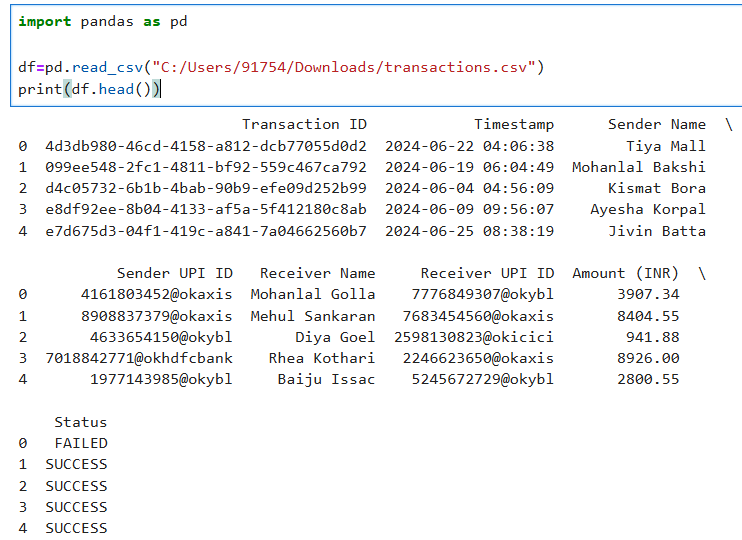 import pandas as pd
df=pd.read_csv("C:/Users/91754/Downloads/transactions.csv")
print(df.head())
Transaction ID Timestamp Sender Name \
0 4d3db980-46cd-4158-a812-dcb77055d0d2 2024-06-22 04:06:38 Tiya Mall
1 099ee548-2fc1-4811-bf92-559c467ca792 2024-06-19 06:04:49 Mohanlal Bakshi
2 d4c05732-6b1b-4bab-90b9-efe09d252b99 2024-06-04 04:56:09 Kismat Bora
3 e8df92ee-8b04-4133-af5a-5f412180c8ab 2024-06-09 09:56:07 Ayesha Korpal
4 e7d675d3-04f1-419c-a841-7a04662560b7 2024-06-25 08:38:19 Jivin Batta
Sender UPI ID Receiver Name Receiver UPI ID Amount (INR) \
0 4161803452@okaxis Mohanlal Golla 7776849307@okybl 3907.34
1 8908837379@okaxis Mehul Sankaran 7683454560@okaxis 8404.55
2 4633654150@okybl Diya Goel 2598130823@okicici 941.88
3 7018842771@okhdfcbank Rhea Kothari 2246623650@okaxis 8926.00
4 1977143985@okybl Baiju Issac 5245672729@okybl 2800.55
Status
0 FAILED
1 SUCCESS
2 SUCCESS
3 SUCCESS
4 SUCCESS